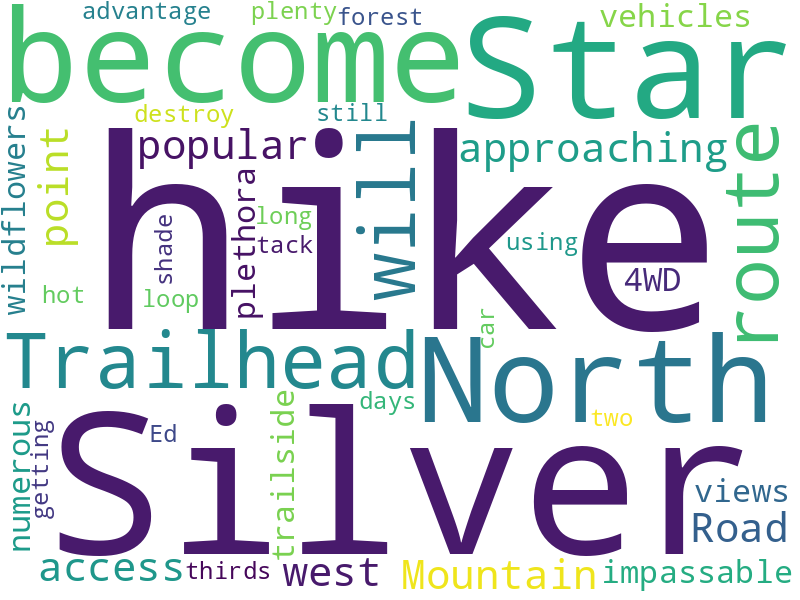 advantage
plenty
forest
vehicles
become
Star
destroy
still
wildflowers
point
popular
will
approaching
route
hike
plethora
long
tack
shade
using
4WD
hot
loop
car
Trailhead
North
Silver
numerous
getting
Ed
trailside
days
two
views
Road
access
thirds
west
Mountain
impassable